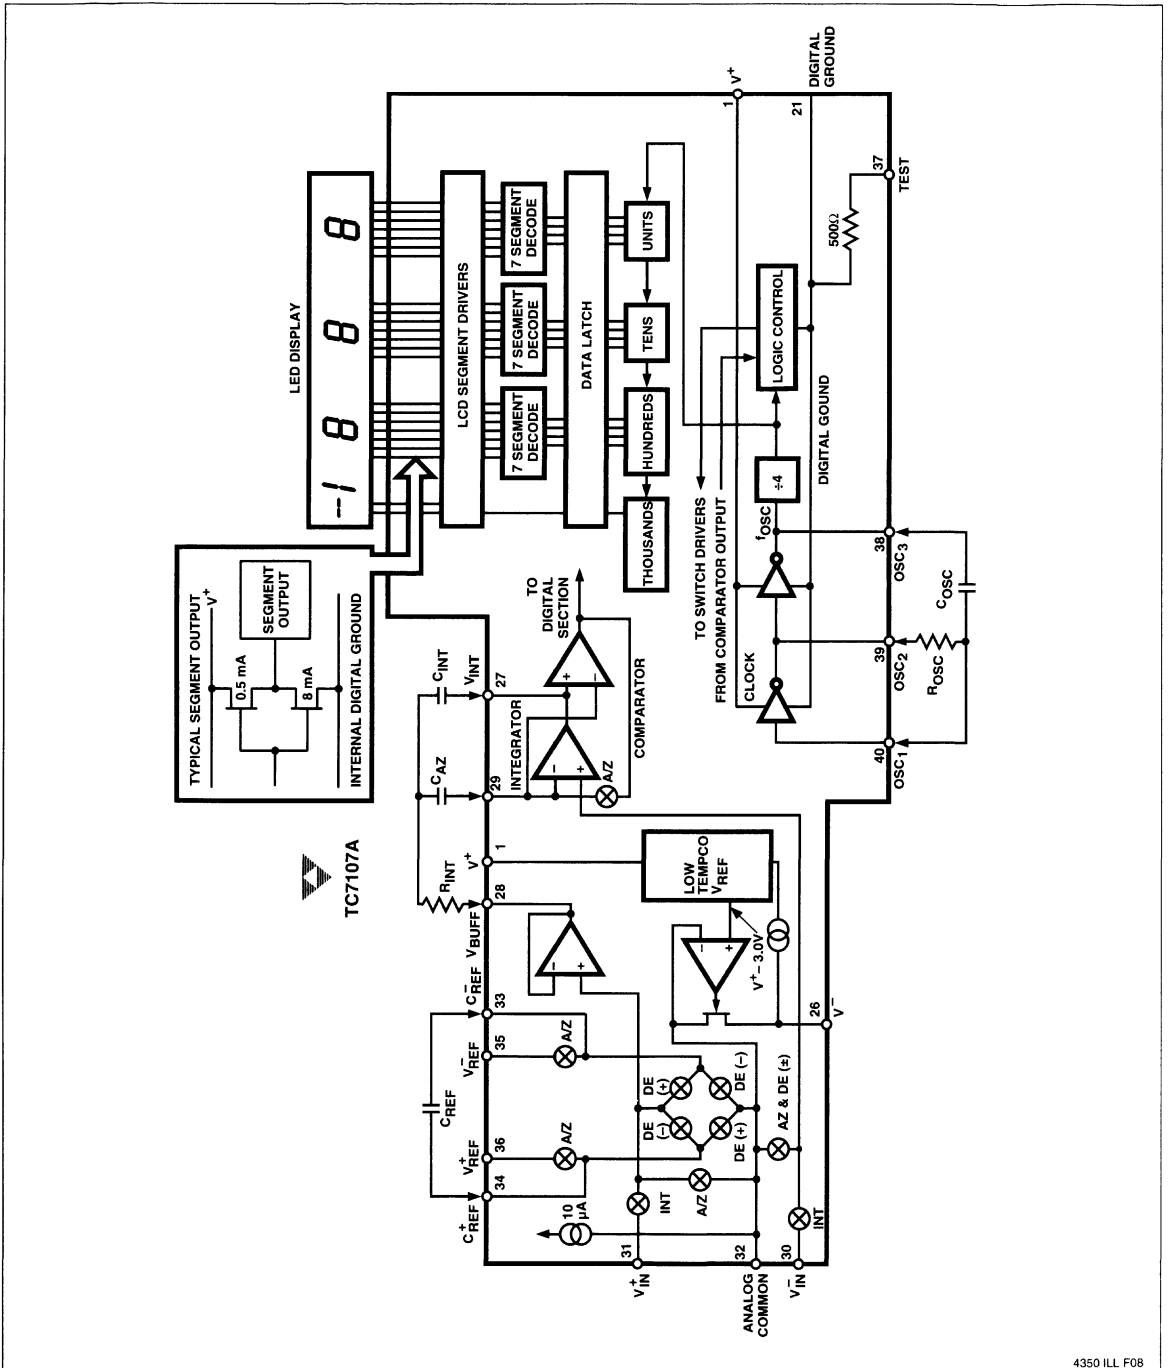 TYPICAL SEGMENT OUTPUT
V+
0.5 mA
SEGMENT
OUTPUT
8 mA
INTERNAL DIGITAL GROUND
LED DISPLAY
-1 8 8 8
LCD SEGMENT DRIVERS
7 SEGMENT
DECODE
7 SEGMENT
DECODE
7 SEGMENT
DECODE
DATA LATCH
THOUSANDS
HUNDREDS
TENS
UNITS
TC7107A
CREF
RINT
CAZ
CINT
C+REF
34
V+REF
36
V-REF
35
C-REF
33
VBUFF
28
V+
1
29
VINT
27
10
µA
A/Z
A/Z
INTEGRATOR
TO
DIGITAL
SECTION
- +
- +
+ -
A/Z
COMPARATOR
V+IN
31
INT
A/Z
DE
(-)
DE
(+)
DE (+)
DE (-)
AZ & DE (±)
ANALOG
COMMON
32
V-IN
30
INT
LOW
TEMPCO
VREF
- +
V+ – 3.0V
26
V-
TO SWITCH DRIVERS
FROM COMPARATOR OUTPUT
CLOCK
fOSC
÷4
LOGIC CONTROL
DIGITAL GOUND
500Ω
V+
1
DIGITAL
GROUND
21
40
OSC1
39
OSC2
38
OSC3
37
TEST
ROSC
COSC
4350 ILL F08